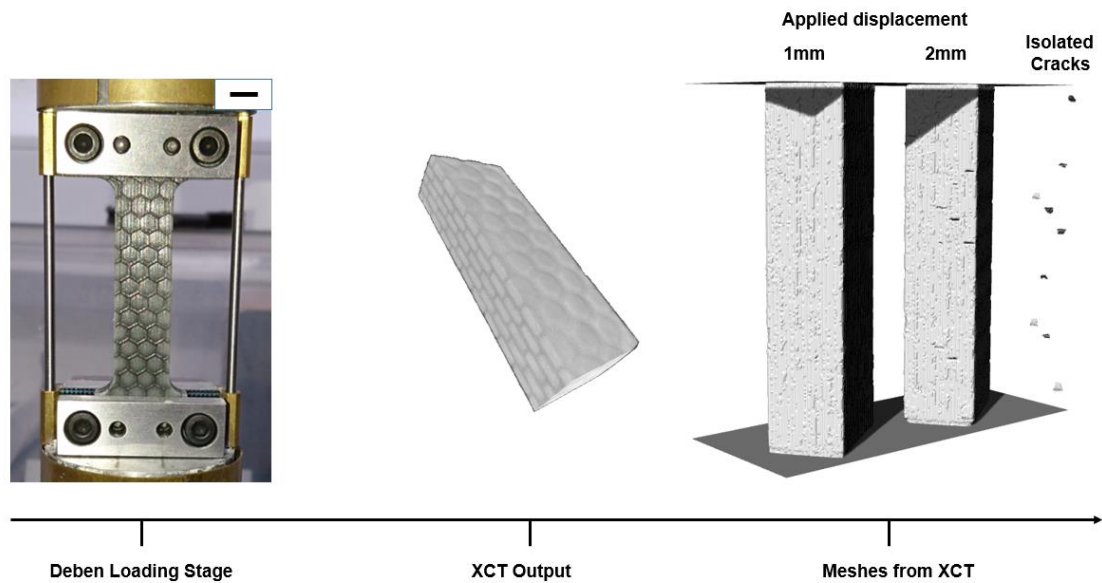 Applied displacement
1mm
2mm
Isolated
Cracks
Deben Loading Stage
XCT Output
Meshes from XCT